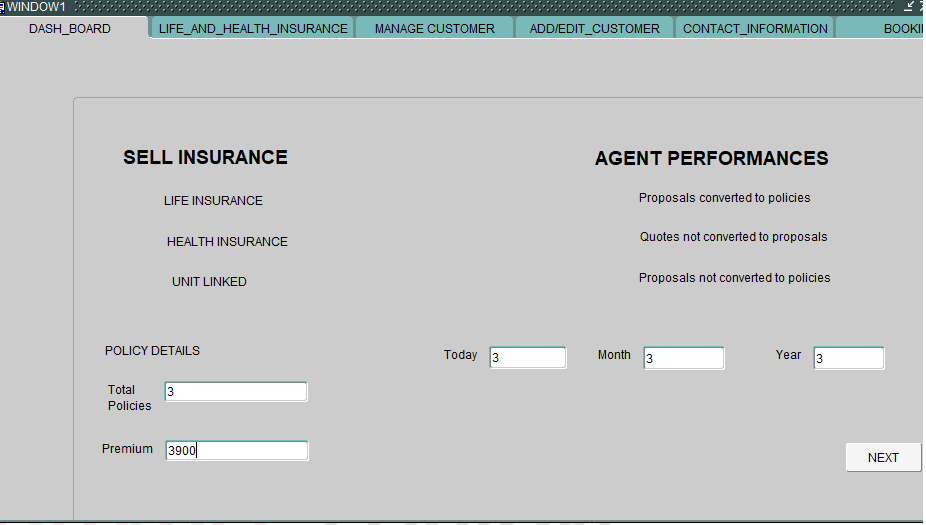 WINDOW1
DASH_BOARD
LIFE_AND_HEALTH_INSURANCE
MANAGE CUSTOMER
ADD/EDIT_CUSTOMER
CONTACT_INFORMATION
BOOKI
SELL INSURANCE
LIFE INSURANCE
HEALTH INSURANCE
UNIT LINKED
AGENT PERFORMANCES
Proposals converted to policies
Quotes not converted to proposals
Proposals not converted to policies
POLICY DETAILS
Total
Policies
3
Premium 3900
Today 3 Month 3 Year 3
NEXT